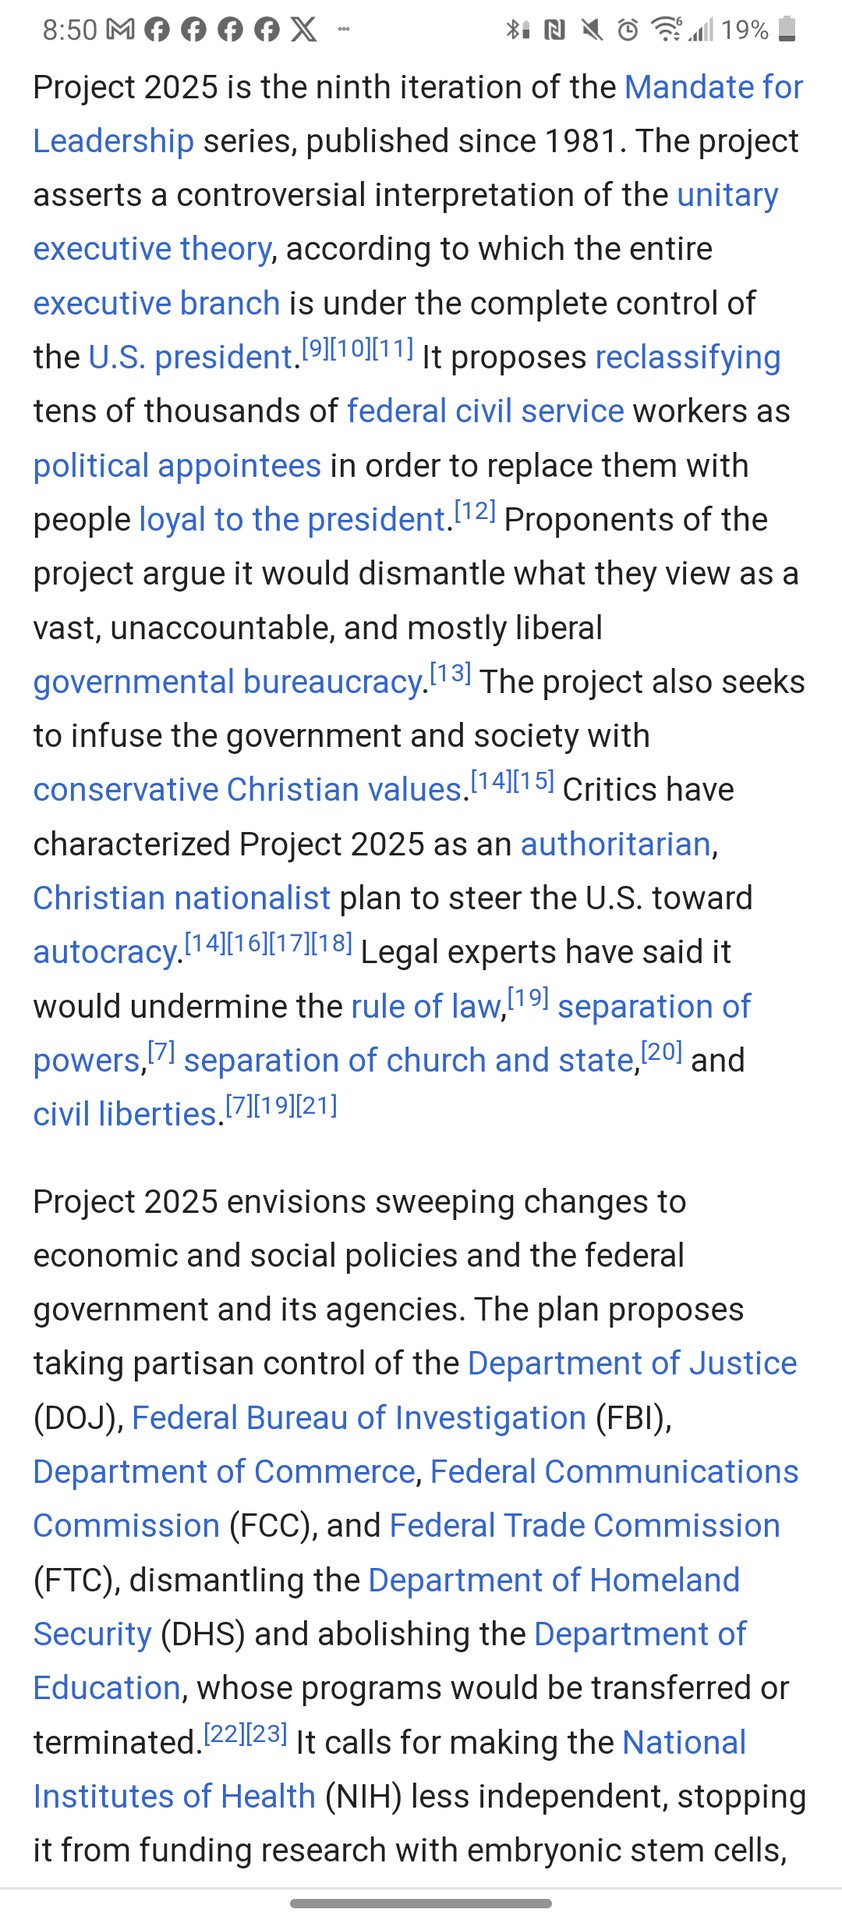 8:50 19%
Project 2025 is the ninth iteration of the Mandate for
Leadership series, published since 1981. The project
asserts a controversial interpretation of the unitary
executive theory, according to which the entire
executive branch is under the complete control of
the U.S. president.[9][10][11] It proposes reclassifying
tens of thousands of federal civil service workers as
political appointees in order to replace them with
people loyal to the president.[12] Proponents of the
project argue it would dismantle what they view as a
vast, unaccountable, and mostly liberal
governmental bureaucracy.[13] The project also seeks
to infuse the government and society with
conservative Christian values.[14][15] Critics have
characterized Project 2025 as an authoritarian,
Christian nationalist plan to steer the U.S. toward
autocracy.[14][16][17][18] Legal experts have said it
would undermine the rule of law,[19] separation of
powers,[7] separation of church and state,[20] and
civil liberties.[7][19][21]
Project 2025 envisions sweeping changes to
economic and social policies and the federal
government and its agencies. The plan proposes
taking partisan control of the Department of Justice
(DOJ), Federal Bureau of Investigation (FBI),
Department of Commerce, Federal Communications
Commission (FCC), and Federal Trade Commission
(FTC), dismantling the Department of Homeland
Security (DHS) and abolishing the Department of
Education, whose programs would be transferred or
terminated.[22][23] It calls for making the National
Institutes of Health (NIH) less independent, stopping
it from funding research with embryonic stem cells,